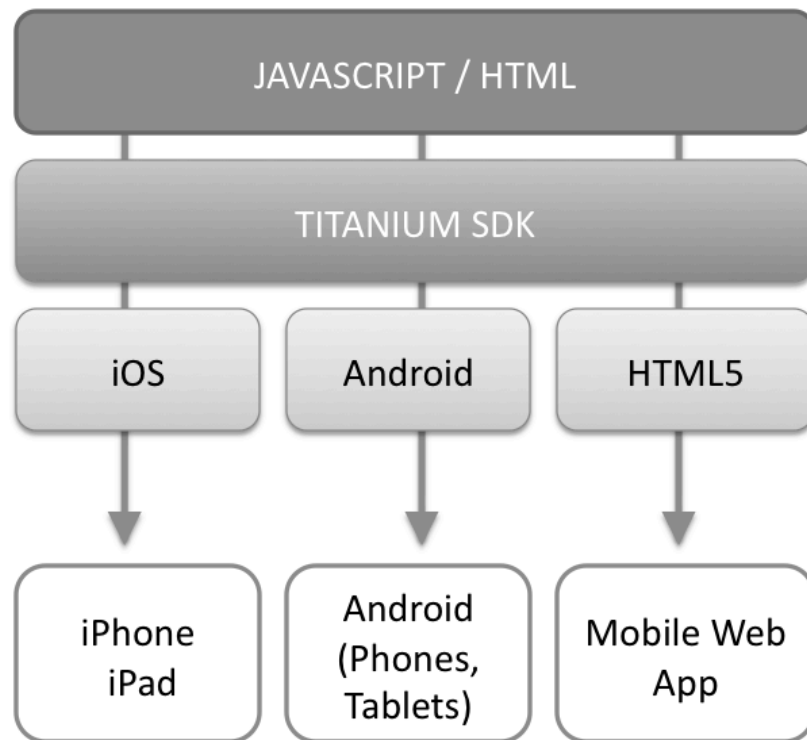 JAVASCRIPT / HTML
TITANIUM SDK
iOS
Android
HTML5
iPhone
iPad
Android
(Phones,
Tablets)
Mobile Web
App